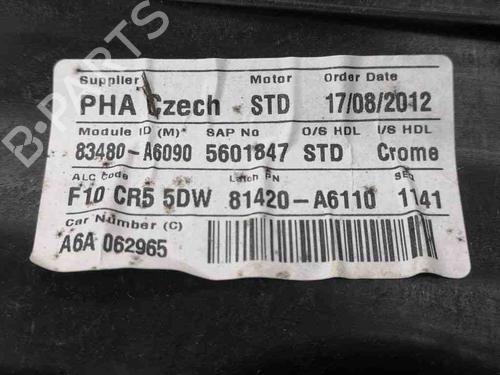 B-PARTS
Supplier Motor Order Date
PHA Czech STD 17/08/2012
Module ID (M)* SAP No O/S HDL I/S HDL
83480-A6090 5601847 STD Crome
ALC Code Latch PN SEQ
F10 CR5 5DW 81420-A6110 1141
Car Number (C)
A6A 062965